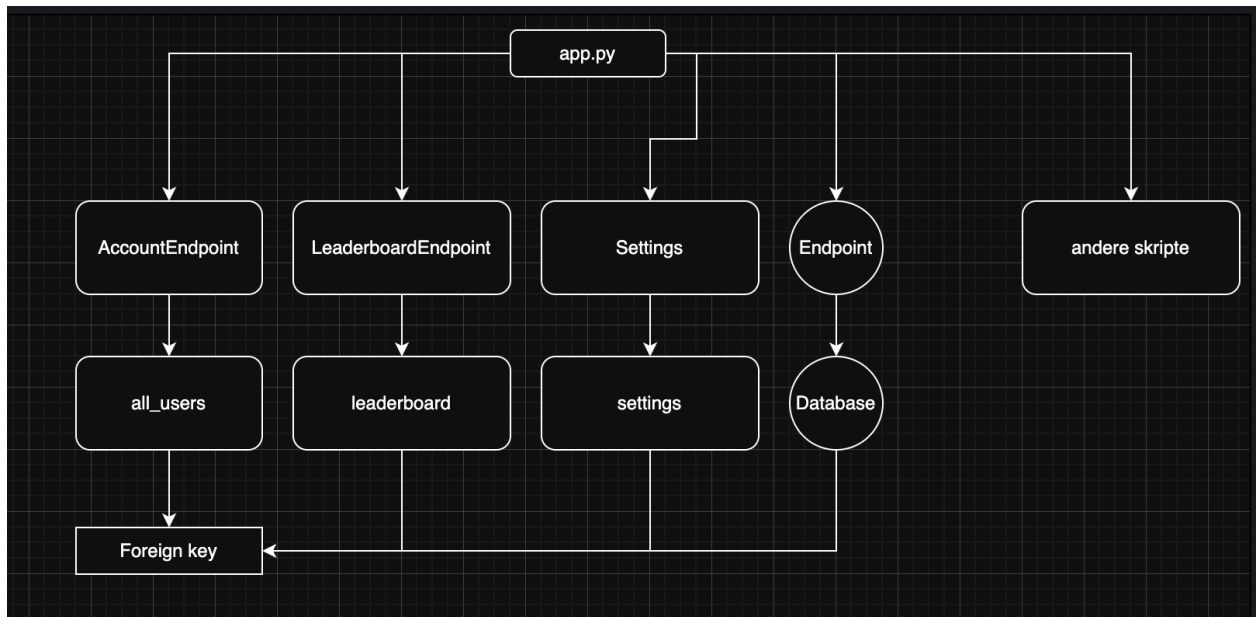 app.py
AccountEndpoint
LeaderboardEndpoint
Settings
Endpoint
andere skripte
all_users
leaderboard
settings
Database
Foreign key